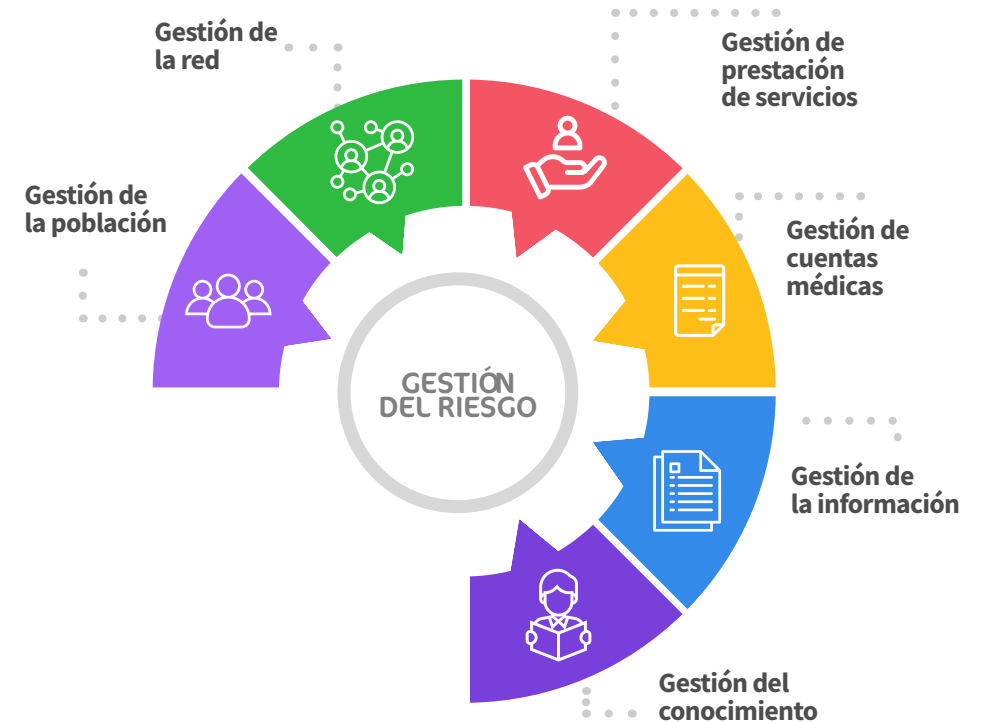 Gestión de
la red
Gestión de
prestación
de servicios
Gestión de
la población
Gestión de
cuentas
médicas
GESTIÓN
DEL RIESGO
Gestión de
la información
Gestión del
conocimiento